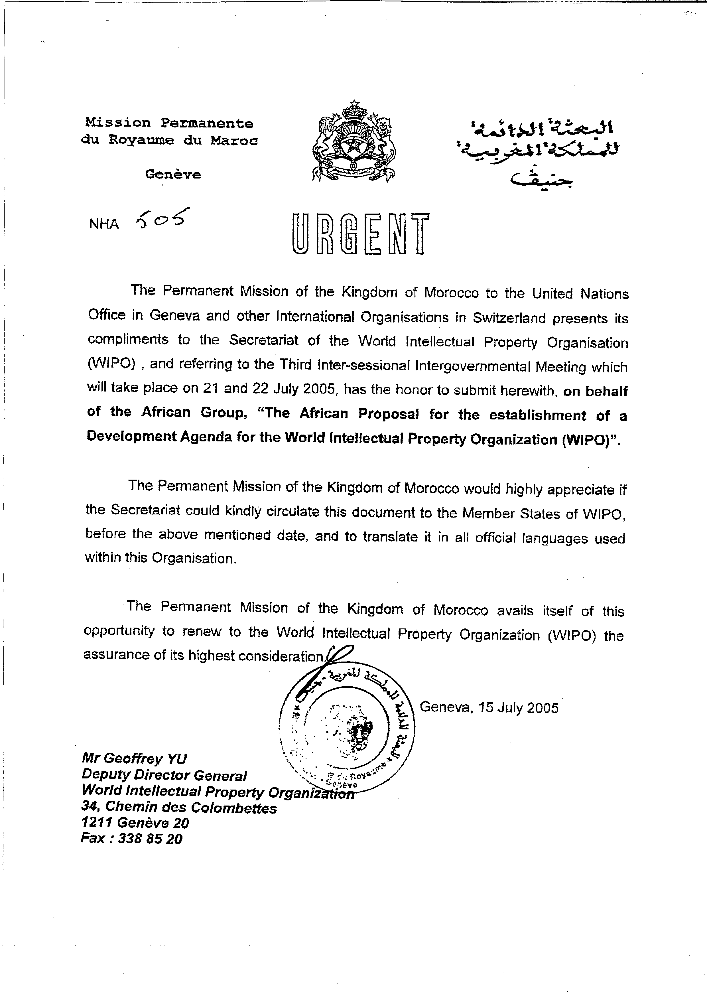 Mission Permanente
du Royaume du Maroc
Genève
البعثة الدائمة
للمملكة المغربية
جنيف
NHA 505
URGENT
The Permanent Mission of the Kingdom of Morocco to the United Nations
Office in Geneva and other International Organisations in Switzerland presents its
compliments to the Secretariat of the World Intellectual Property Organisation
(WIPO) , and referring to the Third Inter-sessional Intergovernmental Meeting which
will take place on 21 and 22 July 2005, has the honor to submit herewith, on behalf
of the African Group, “The African Proposal for the establishment of a
Development Agenda for the World Intellectual Property Organization (WIPO)”.
The Permanent Mission of the Kingdom of Morocco would highly appreciate if
the Secretariat could kindly circulate this document to the Member States of WIPO,
before the above mentioned date, and to translate it in all official languages used
within this Organisation.
The Permanent Mission of the Kingdom of Morocco avails itself of this
opportunity to renew to the World Intellectual Property Organization (WIPO) the
assurance of its highest consideration.
البعثة الدائمة للمملكة المغربية - جنيف
Royaume
Genève
Geneva, 15 July 2005
Mr Geoffrey YU
Deputy Director General
World Intellectual Property Organization
34, Chemin des Colombettes
1211 Genève 20
Fax : 338 85 20